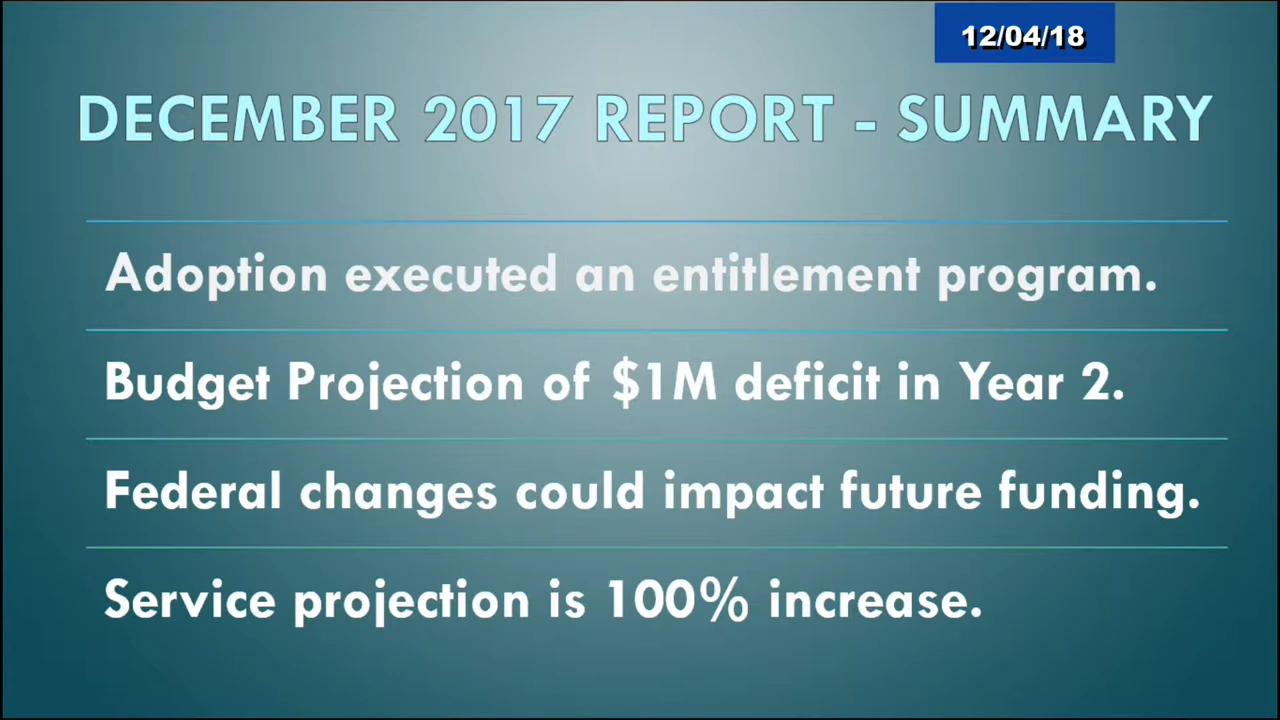 12/04/18
DECEMBER 2017 REPORT - SUMMARY
Adoption executed an entitlement program.
Budget Projection of $1M deficit in Year 2.
Federal changes could impact future funding.
Service projection is 100% increase.